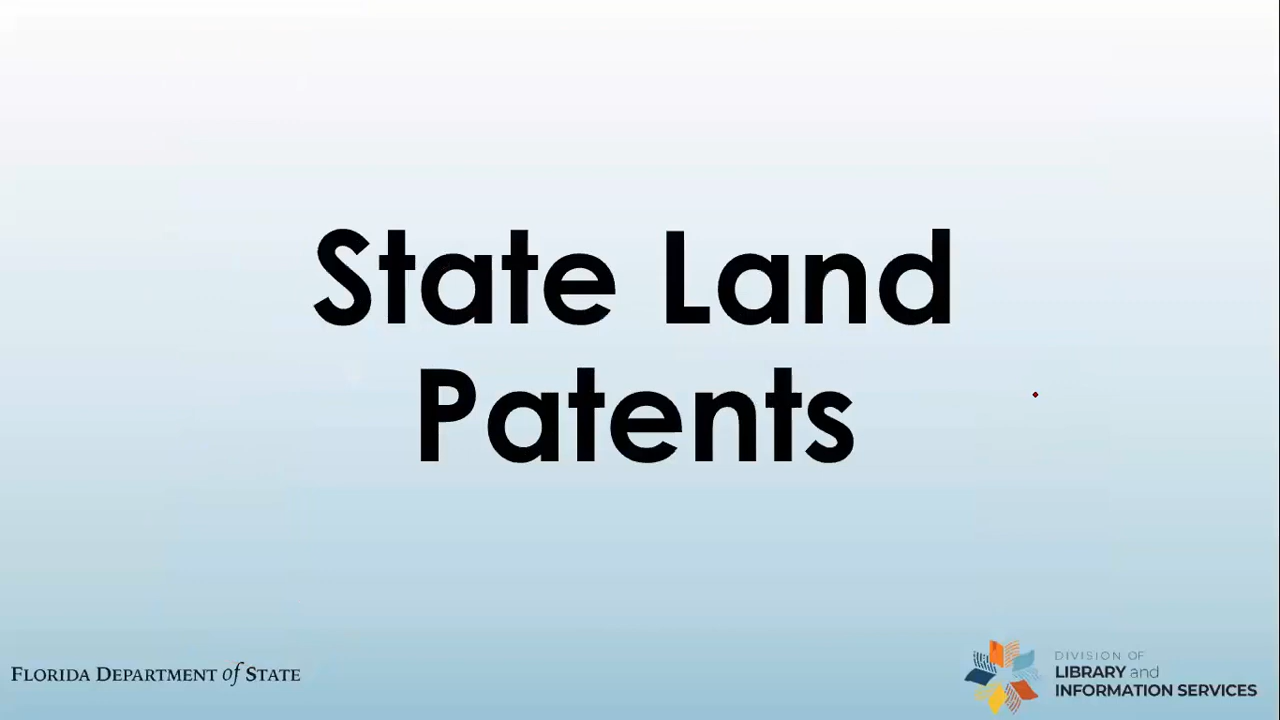 State Land
Patents
FLORIDA DEPARTMENT of STATE
DIVISION OF
LIBRARY and
INFORMATION SERVICES